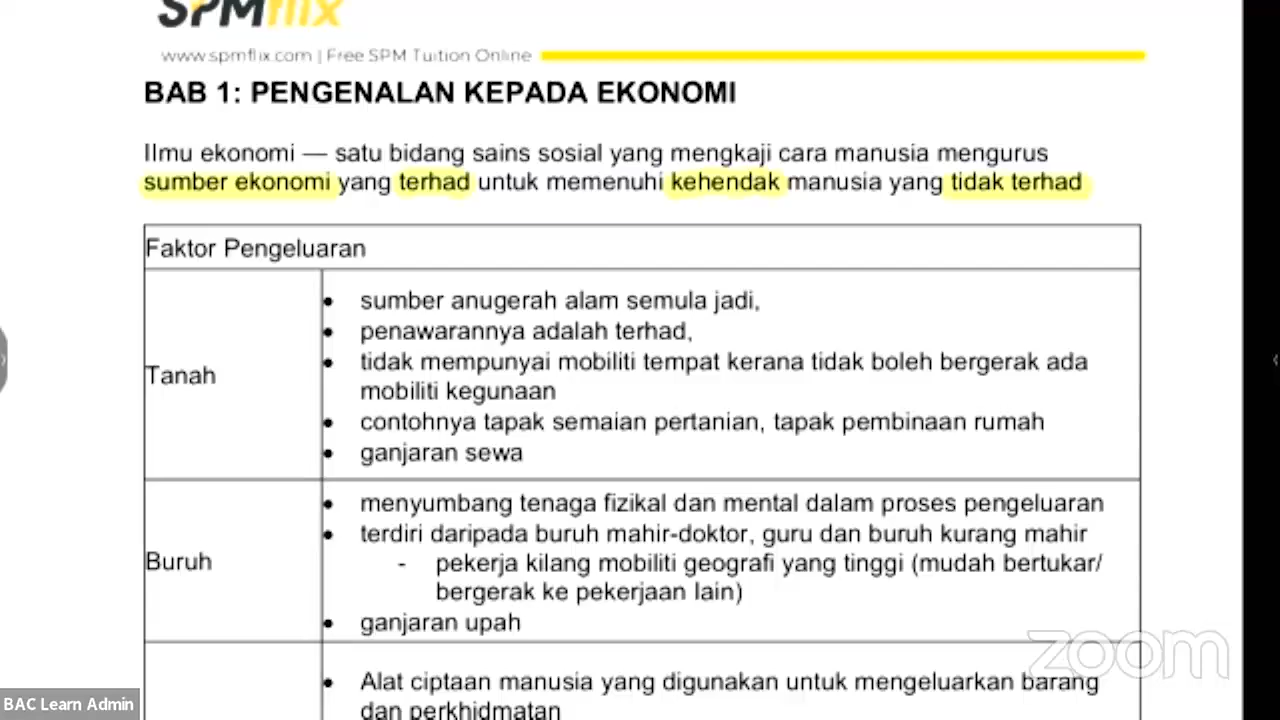 SPMflix
www.spmflix.com | Free SPM Tuition Online
BAB 1: PENGENALAN KEPADA EKONOMI
Ilmu ekonomi — satu bidang sains sosial yang mengkaji cara manusia mengurus
sumber ekonomi yang terhad untuk memenuhi kehendak manusia yang tidak terhad
Faktor Pengeluaran
Tanah
• sumber anugerah alam semula jadi,
• penawarannya adalah terhad,
• tidak mempunyai mobiliti tempat kerana tidak boleh bergerak ada
mobiliti kegunaan
• contohnya tapak semaian pertanian, tapak pembinaan rumah
• ganjaran sewa
Buruh
• menyumbang tenaga fizikal dan mental dalam proses pengeluaran
• terdiri daripada buruh mahir-doktor, guru dan buruh kurang mahir
- pekerja kilang mobiliti geografi yang tinggi (mudah bertukar/
bergerak ke pekerjaan lain)
• ganjaran upah
• Alat ciptaan manusia yang digunakan untuk mengeluarkan barang
dan perkhidmatan
zoom
BAC Learn Admin